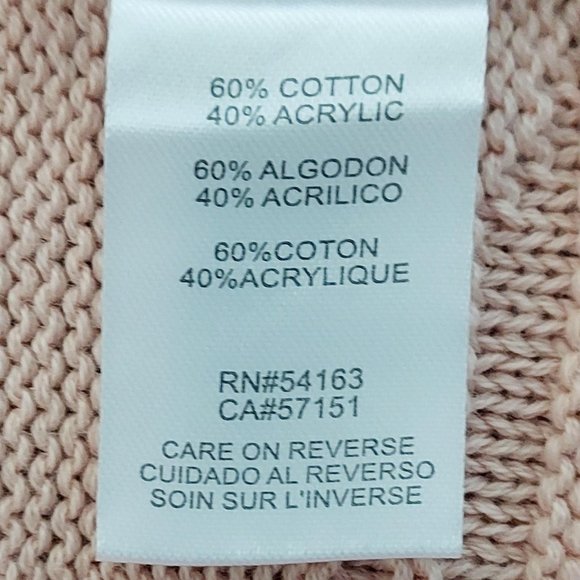 60% COTTON
40% ACRYLIC
60% ALGODON
40% ACRILICO
60%COTON
40%ACRYLIQUE
RN#54163
CA#57151
CARE ON REVERSE
CUIDADO AL REVERSO
SOIN SUR L'INVERSE